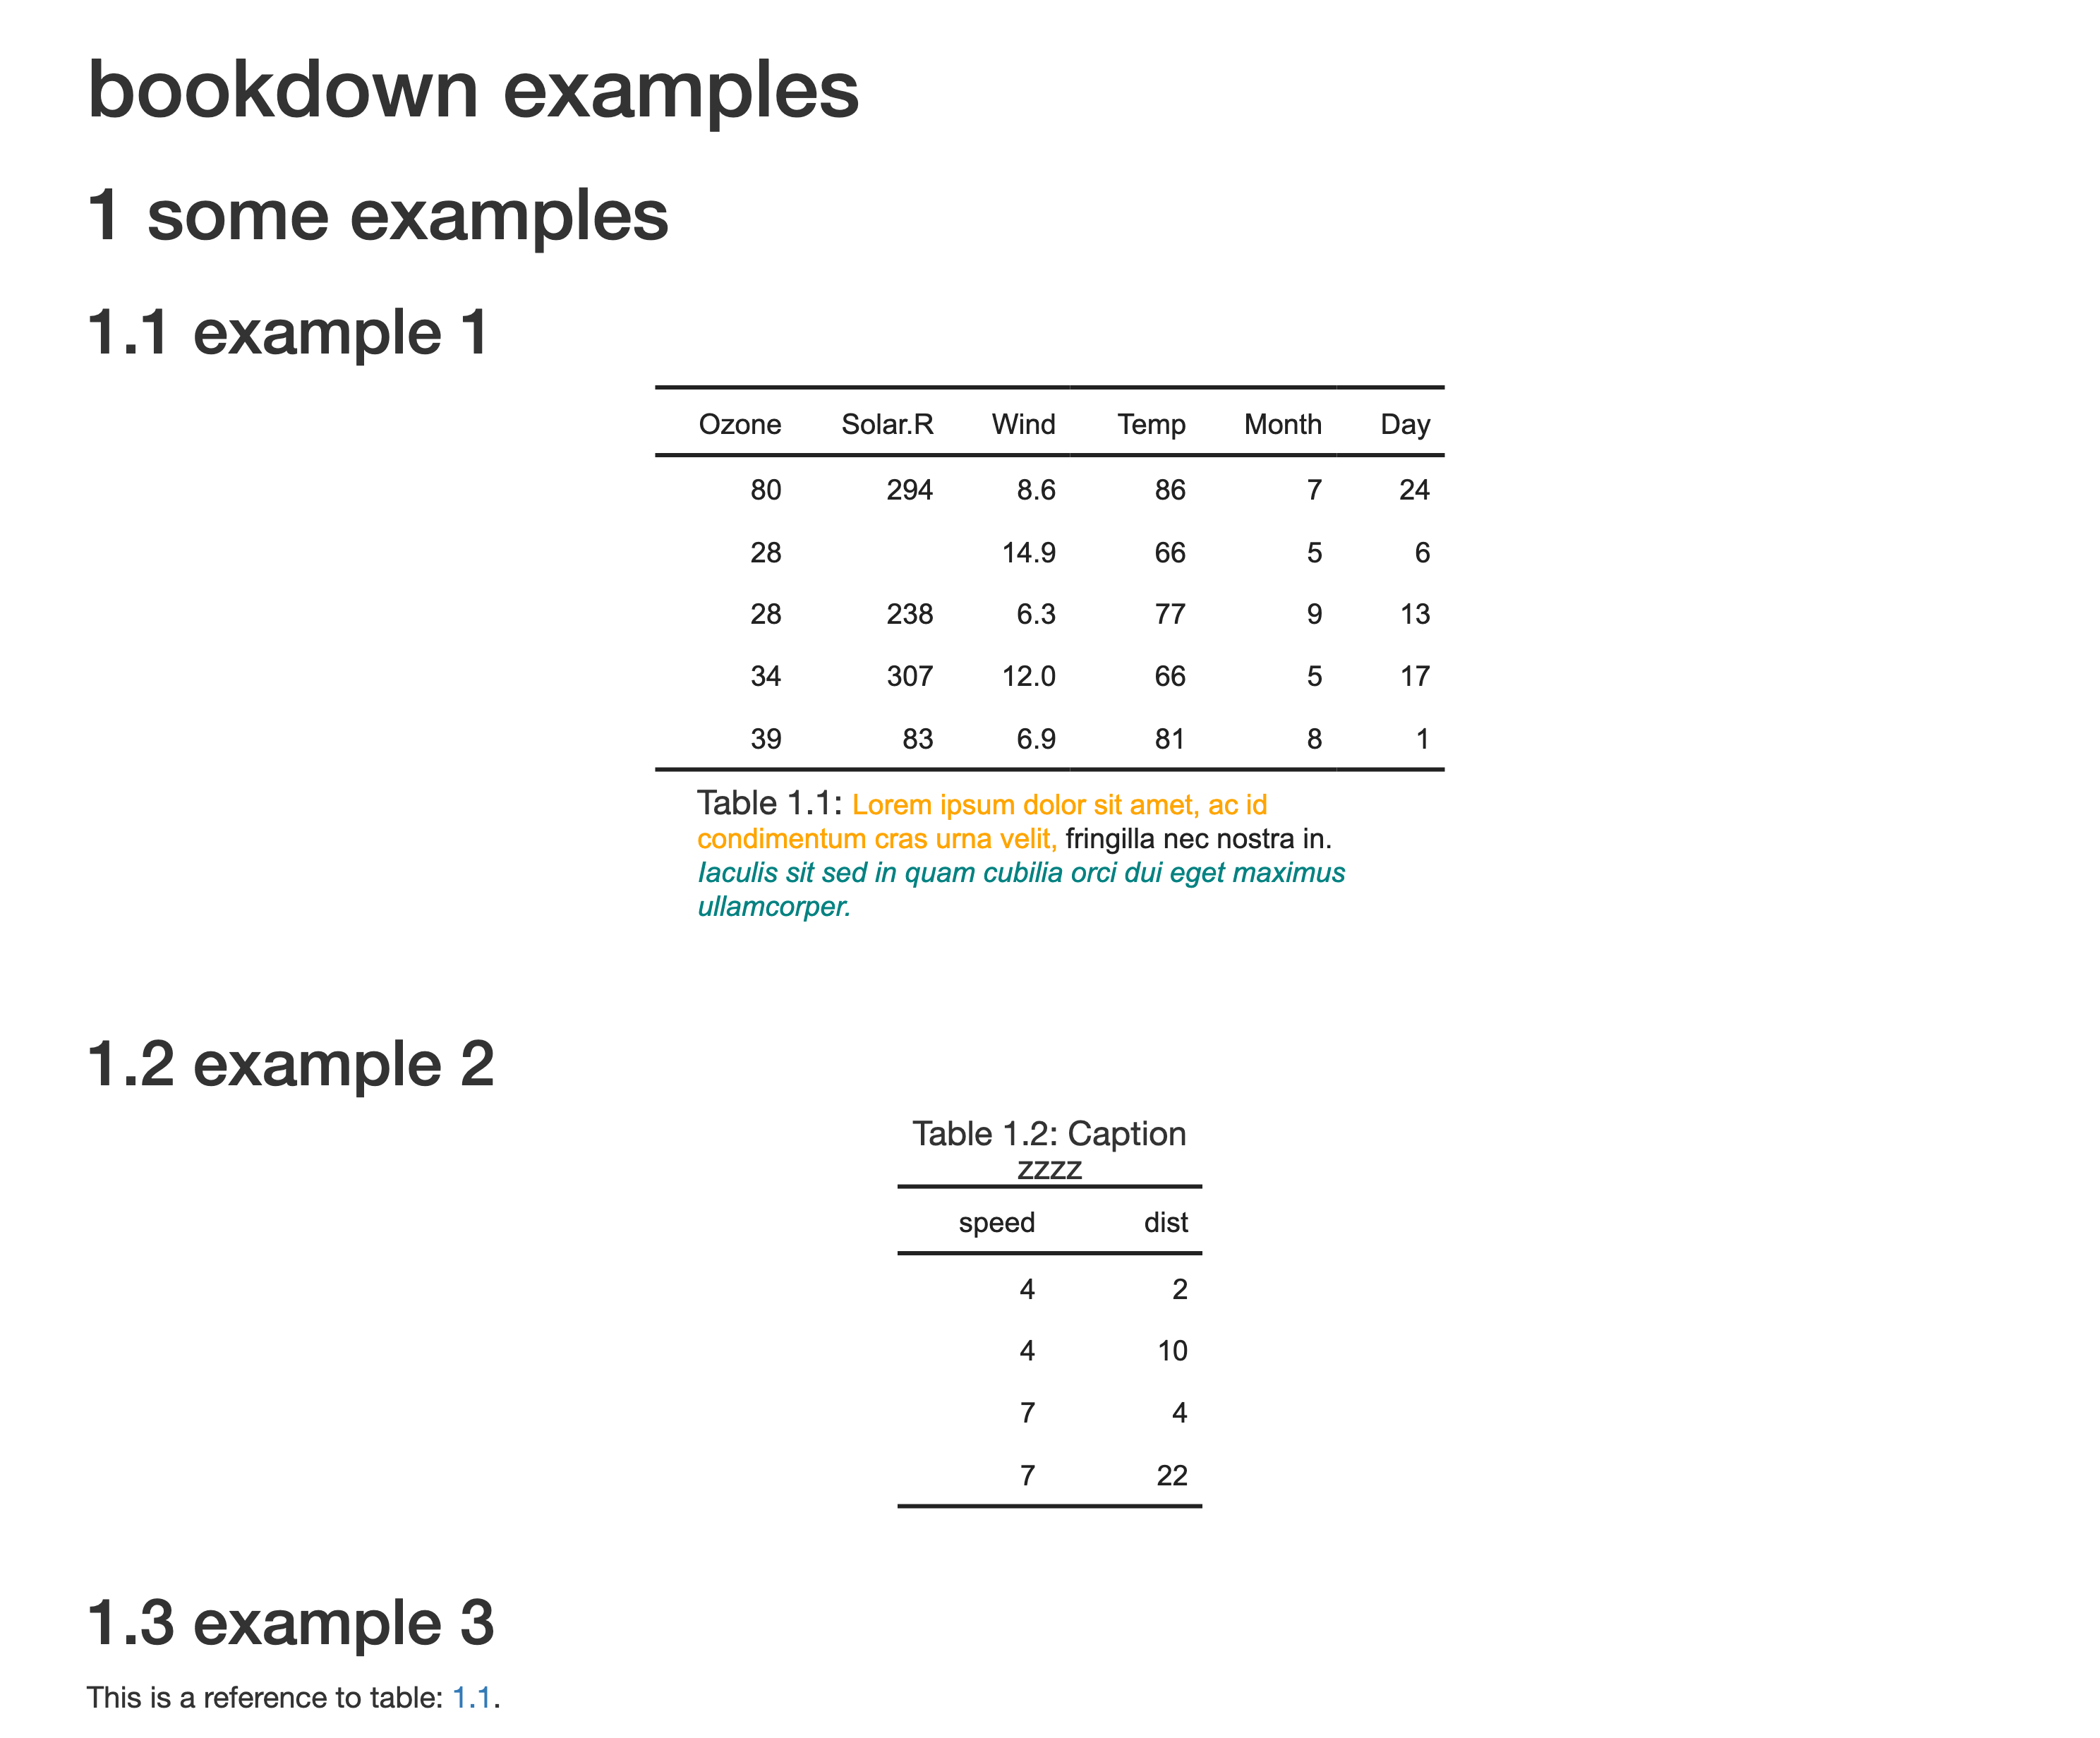 bookdown examples
1 some examples
1.1 example 1
Ozone Solar.R Wind Temp Month Day
80 294 8.6 86 7 24
28 14.9 66 5 6
28 238 6.3 77 9 13
34 307 12.0 66 5 17
39 83 6.9 81 8 1
Table 1.1: Lorem ipsum dolor sit amet, ac id
condimentum cras urna velit, fringilla nec nostra in.
Iaculis sit sed in quam cubilia orci dui eget maximus
ullamcorper.
1.2 example 2
Table 1.2: Caption
zzzz
speed dist
4 2
4 10
7 4
7 22
1.3 example 3
This is a reference to table: 1.1.